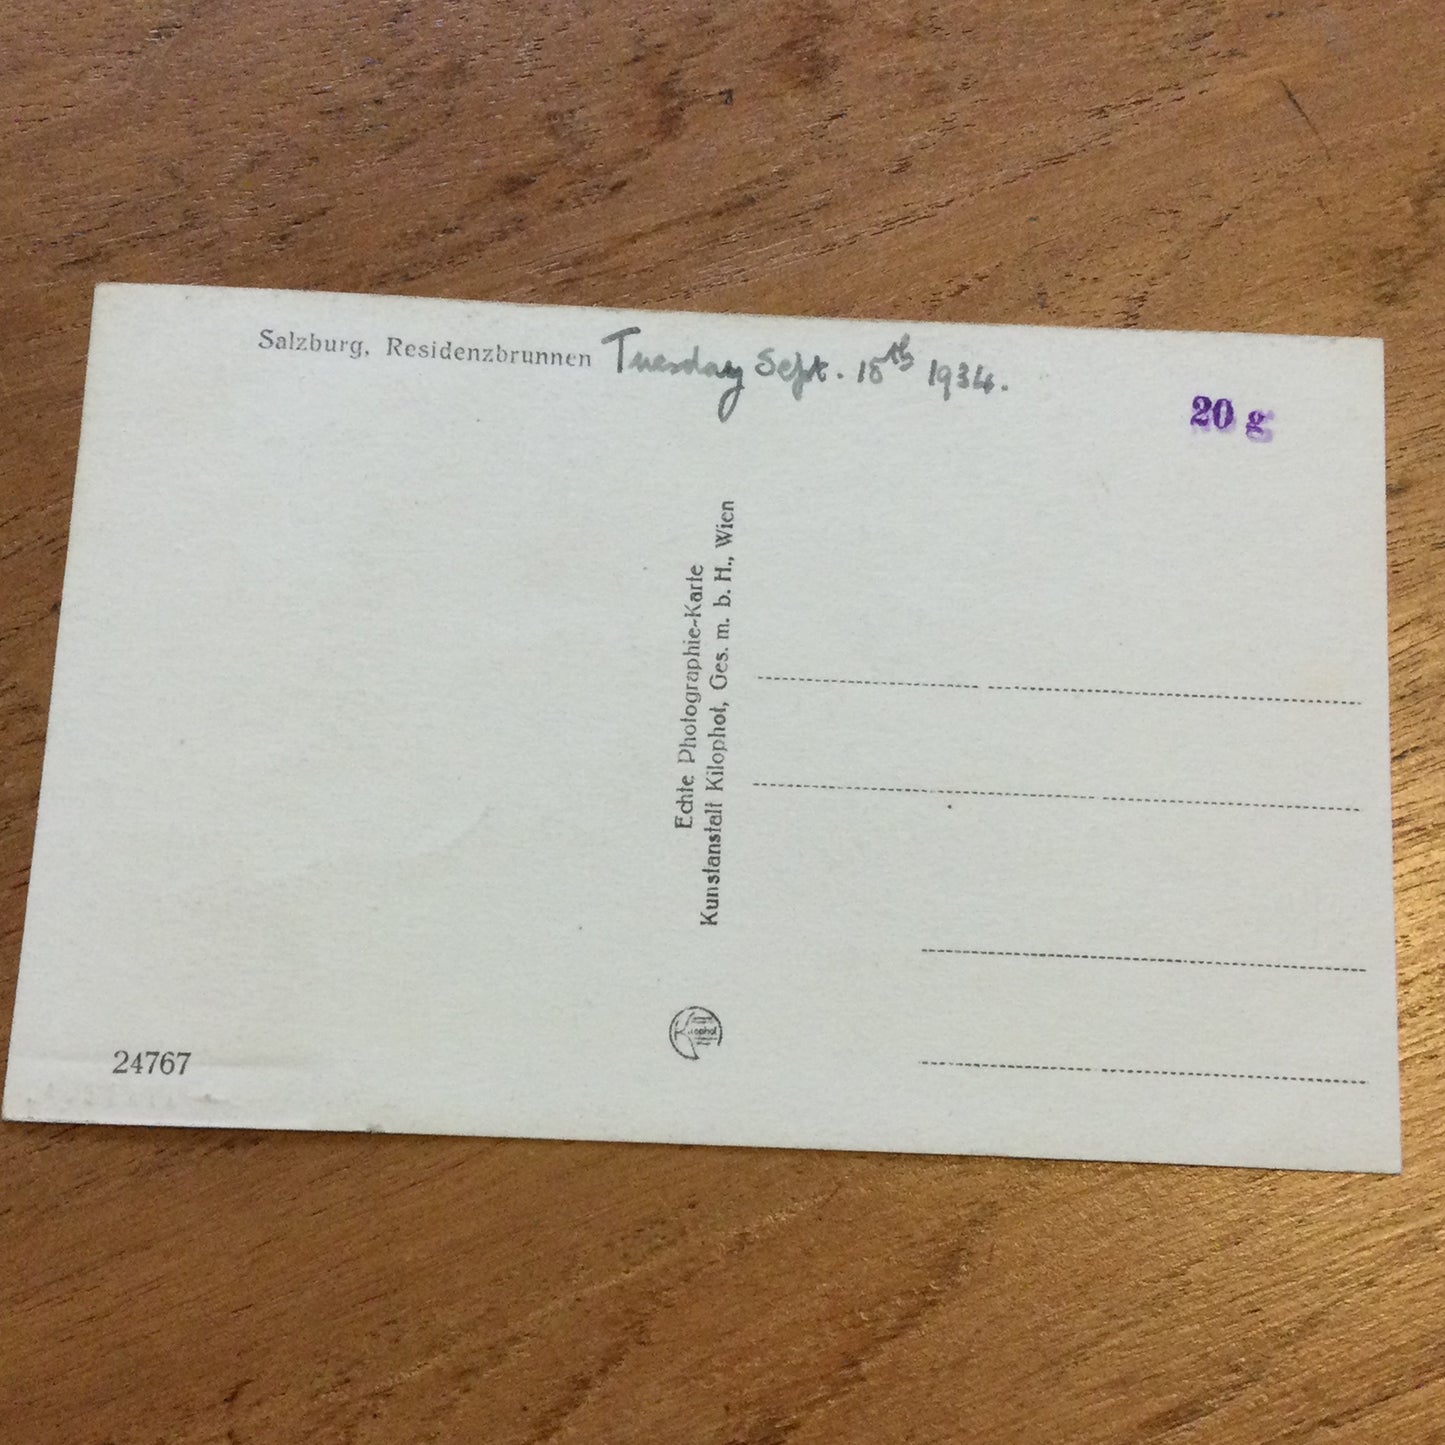 Salzburg, Residenzbrunnen Tuesday Sept. 18th 1934.
20 g
Echte Photographie-Karte
Kunstanstalt Kilophot, Ges. m. b. H., Wien
24767